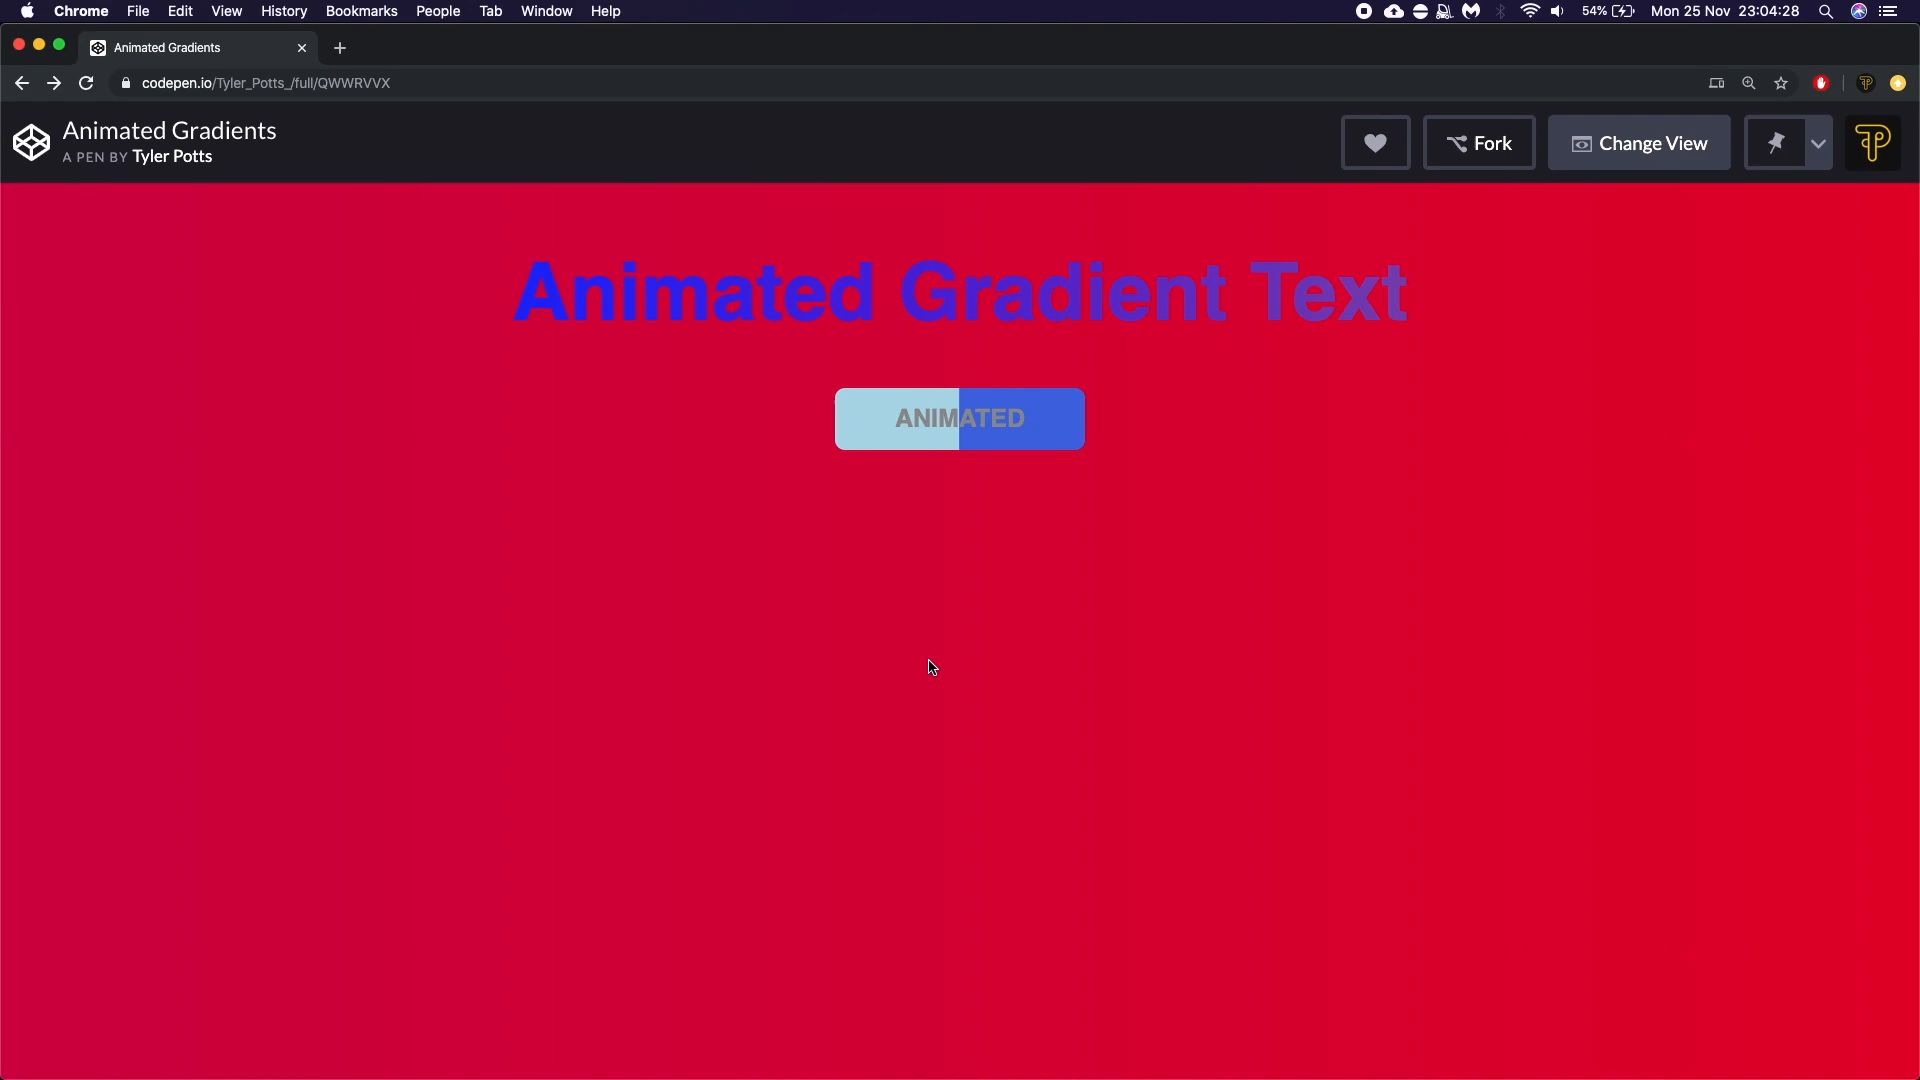 Chrome File Edit View History Bookmarks People Tab Window Help 54% Mon 25 Nov 23:04:28
Animated Gradients
codepen.io/Tyler_Potts_/full/QWWRVVX
Animated Gradients
A PEN BY Tyler Potts
Fork Change View
Animated Gradient Text
ANIMATED